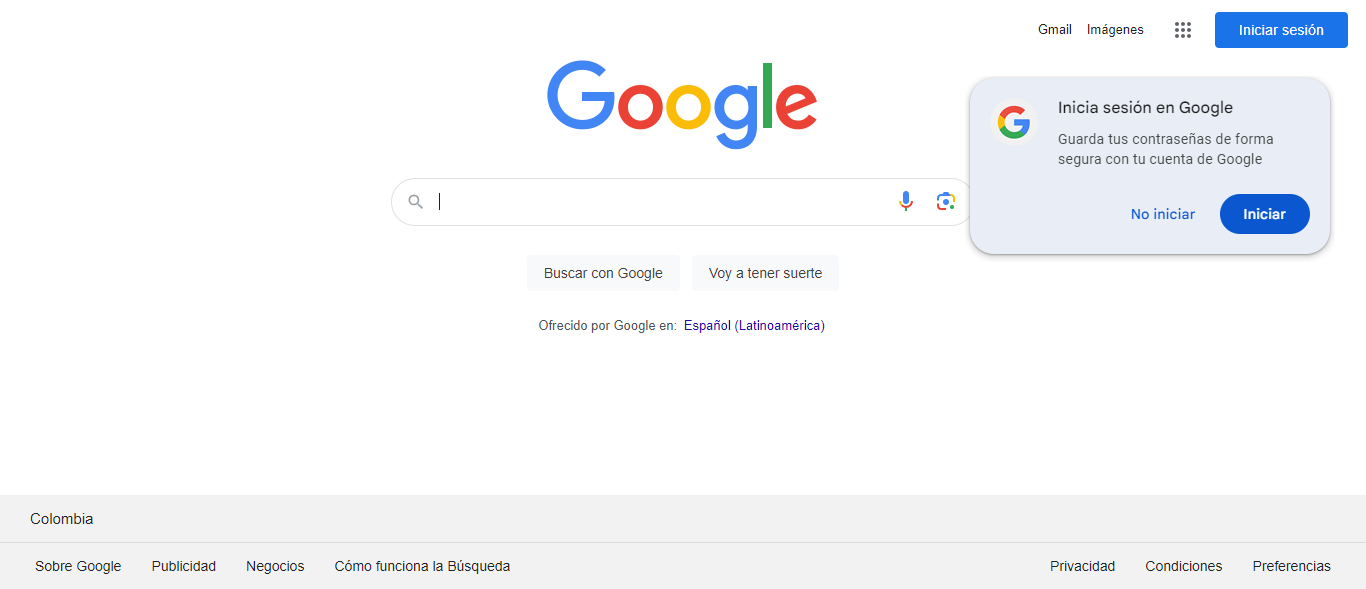 Gmail Imágenes Iniciar sesión
Google
Inicia sesión en Google
Guarda tus contraseñas de forma
segura con tu cuenta de Google
No iniciar Iniciar
Buscar con Google Voy a tener suerte
Ofrecido por Google en: Español (Latinoamérica)
Colombia
Sobre Google Publicidad Negocios Cómo funciona la Búsqueda Privacidad Condiciones Preferencias